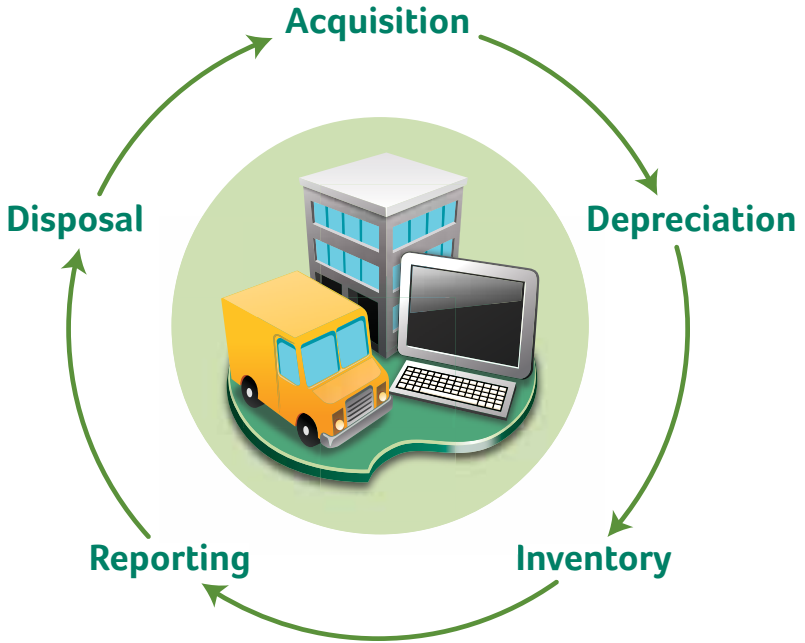 Acquisition
Depreciation
Inventory
Reporting
Disposal